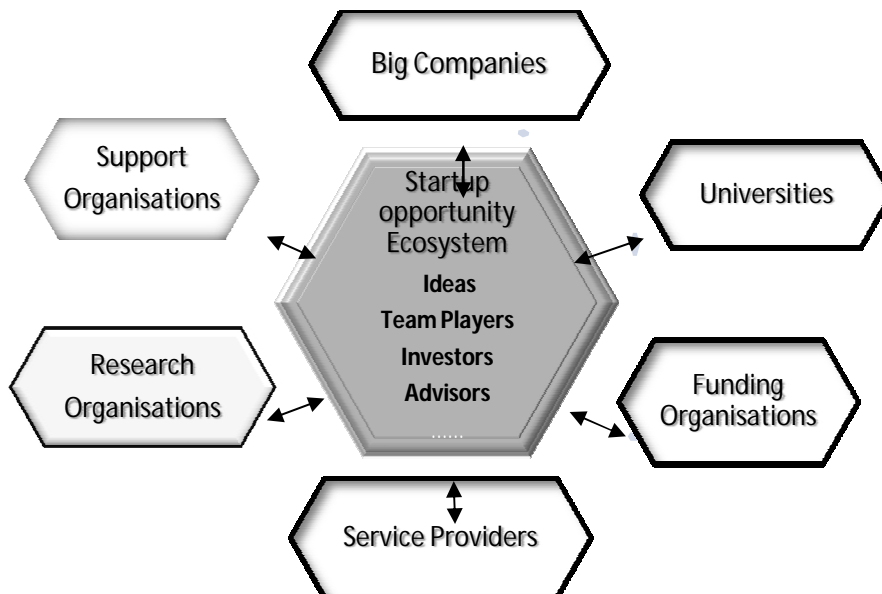 Big Companies
Support
Organisations
Universities
Startup
opportunity
Ecosystem
Ideas
Team Players
Investors
Advisors
......
Research
Organisations
Funding
Organisations
Service Providers